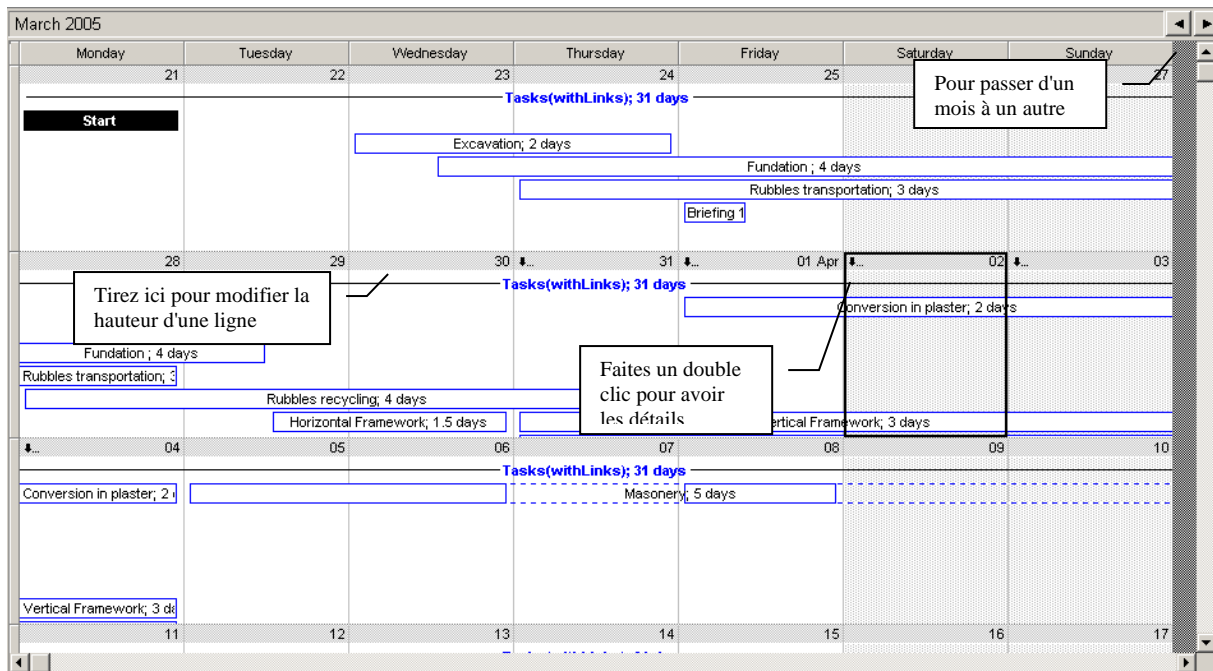 March 2005
Monday Tuesday Wednesday Thursday Friday Saturday Sunday
21 22 23 24 25 27
Pour passer d'un
mois à un autre
Tasks(withLinks); 31 days
Start
Excavation; 2 days
Fundation ; 4 days
Rubbles transportation; 3 days
Briefing 1
28 29 30 ... 31 ... 01 Apr ... 02 ... 03
Tirez ici pour modifier la
hauteur d'une ligne
Tasks(withLinks); 31 days
Conversion in plaster; 2 days
Fundation ; 4 days
Faites un double
clic pour avoir
les détails
Rubbles transportation; 3
Rubbles recycling; 4 days
Horizontal Framework; 1.5 days
ertical Framework; 3 days
... 04 05 06 07 08 09 10
Tasks(withLinks); 31 days
Conversion in plaster; 2
Masonery; 5 days
Vertical Framework; 3 da
11 12 13 14 15 16 17